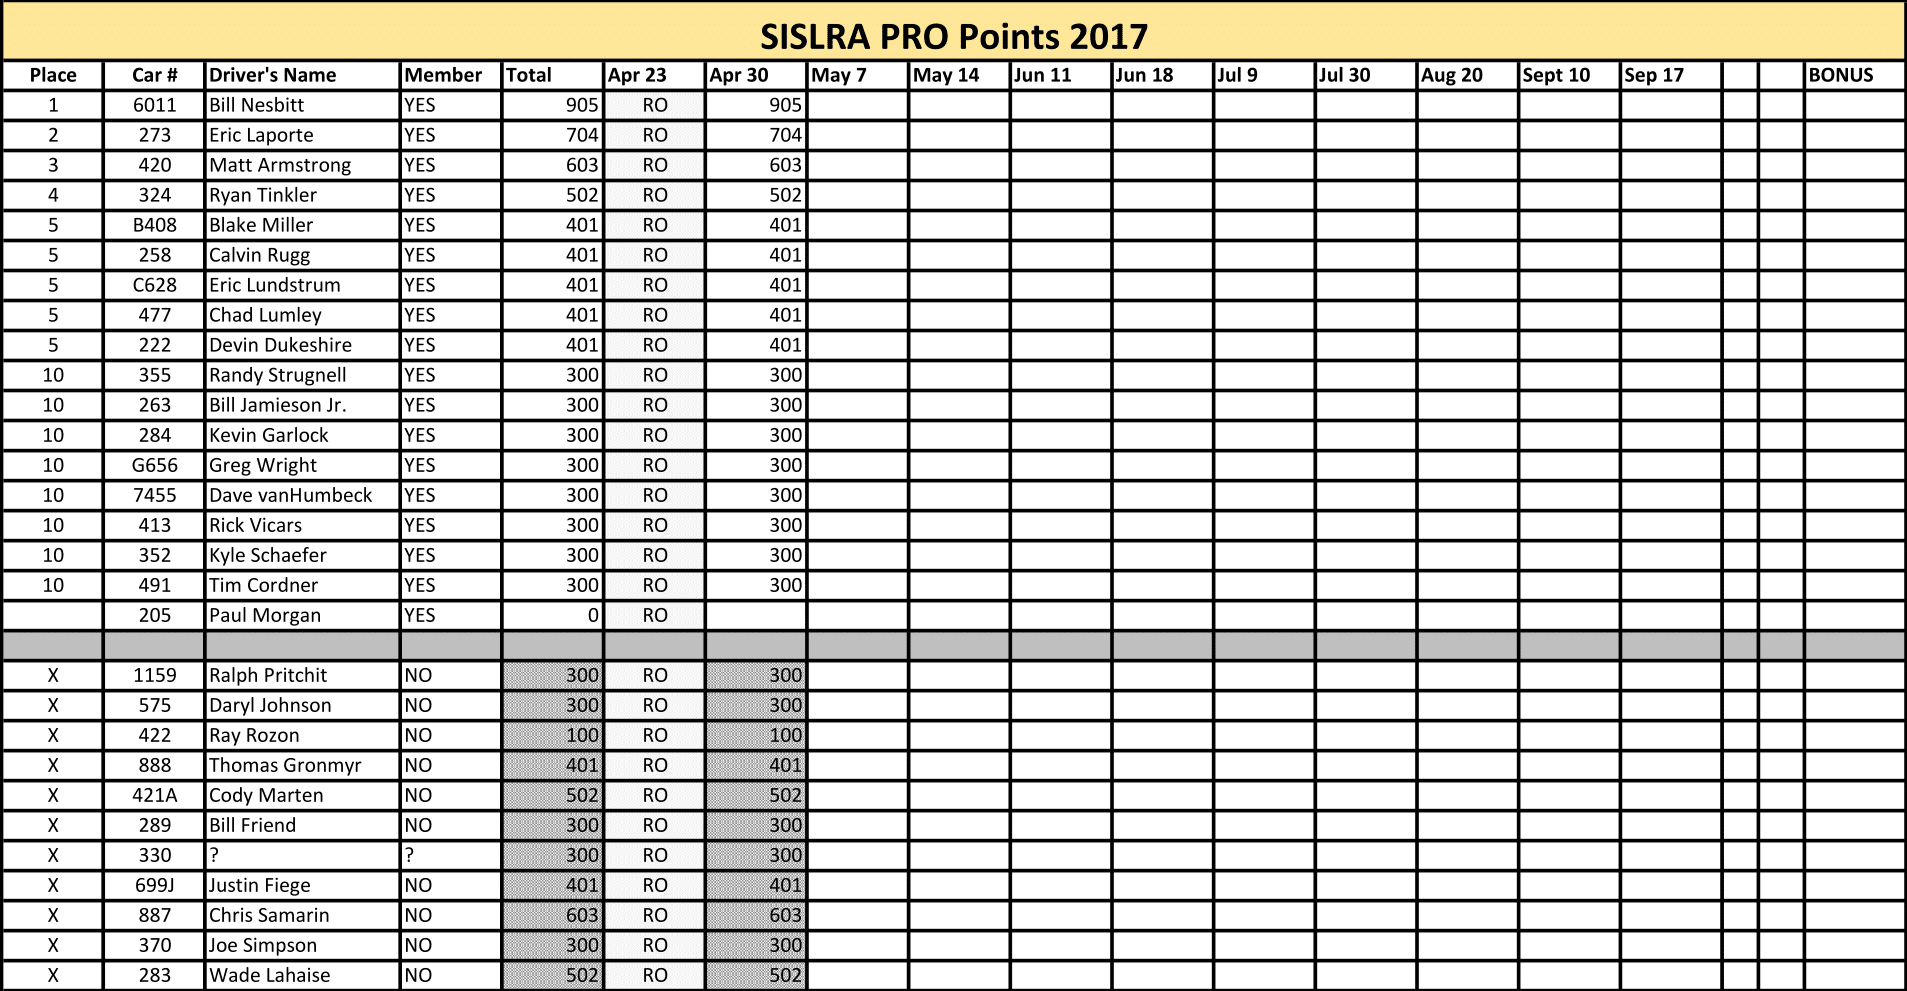 SISLRA PRO Points 2017
Place Car # Driver's Name Member Total Apr 23 Apr 30 May 7 May 14 Jun 11 Jun 18 Jul 9 Jul 30 Aug 20 Sept 10 Sep 17 BONUS
1 6011 Bill Nesbitt YES 905 RO 905
2 273 Eric Laporte YES 704 RO 704
3 420 Matt Armstrong YES 603 RO 603
4 324 Ryan Tinkler YES 502 RO 502
5 B408 Blake Miller YES 401 RO 401
5 258 Calvin Rugg YES 401 RO 401
5 C628 Eric Lundstrum YES 401 RO 401
5 477 Chad Lumley YES 401 RO 401
5 222 Devin Dukeshire YES 401 RO 401
10 355 Randy Strugnell YES 300 RO 300
10 263 Bill Jamieson Jr. YES 300 RO 300
10 284 Kevin Garlock YES 300 RO 300
10 G656 Greg Wright YES 300 RO 300
10 7455 Dave vanHumbeck YES 300 RO 300
10 413 Rick Vicars YES 300 RO 300
10 352 Kyle Schaefer YES 300 RO 300
10 491 Tim Cordner YES 300 RO 300
205 Paul Morgan YES 0 RO
X 1159 Ralph Pritchit NO 300 RO 300
X 575 Daryl Johnson NO 300 RO 300
X 422 Ray Rozon NO 100 RO 100
X 888 Thomas Gronmyr NO 401 RO 401
X 421A Cody Marten NO 502 RO 502
X 289 Bill Friend NO 300 RO 300
X 330 ? ? 300 RO 300
X 699J Justin Fiege NO 401 RO 401
X 887 Chris Samarin NO 603 RO 603
X 370 Joe Simpson NO 300 RO 300
X 283 Wade Lahaise NO 502 RO 502